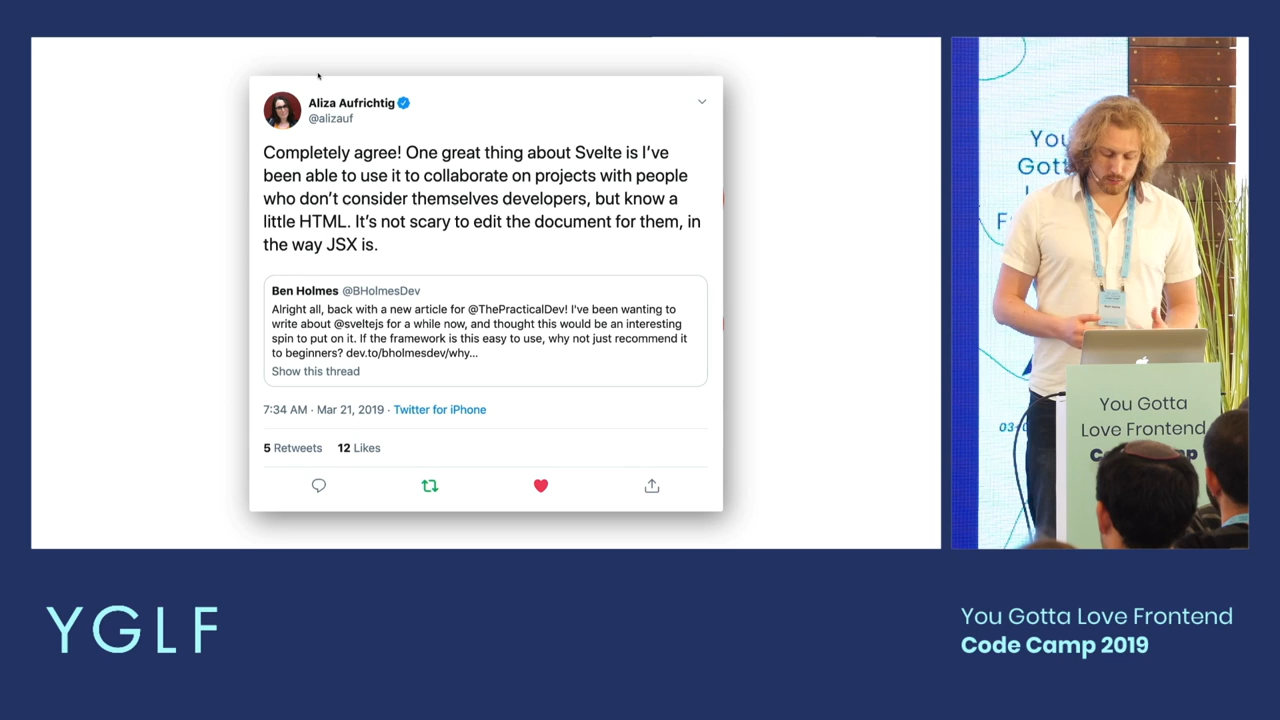 Aliza Aufrichtig
@alizauf
Completely agree! One great thing about Svelte is I've
been able to use it to collaborate on projects with people
who don't consider themselves developers, but know a
little HTML. It's not scary to edit the document for them, in
the way JSX is.
Ben Holmes @BHolmesDev
Alright all, back with a new article for @ThePracticalDev! I've been wanting to
write about @sveltejs for a while now, and thought this would be an interesting
spin to put on it. If the framework is this easy to use, why not just recommend it
to beginners? dev.to/bholmesdev/why...
Show this thread
7:34 AM · Mar 21, 2019 · Twitter for iPhone
5 Retweets 12 Likes
You
Gott
You Gotta
Love Frontend
YGLF
You Gotta Love Frontend
Code Camp 2019